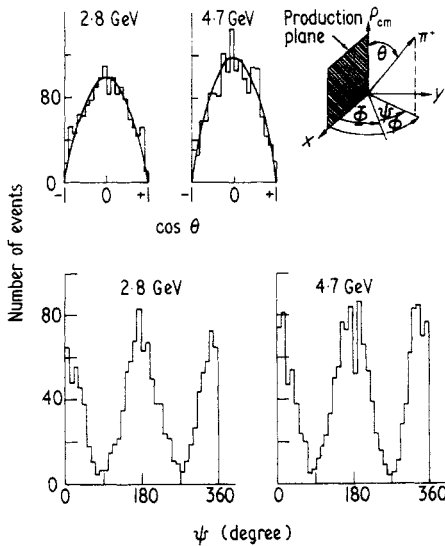 2·8 GeV
4·7 GeV
Production
plane
ρcm
π+
θ
y
x
Φ
ψ
ϕ
80
0
-1 0 +1
-1 0 +1
cos θ
Number of events
2·8 GeV
4·7 GeV
80
40
0
0 180 360
0 180 360
ψ (degree)